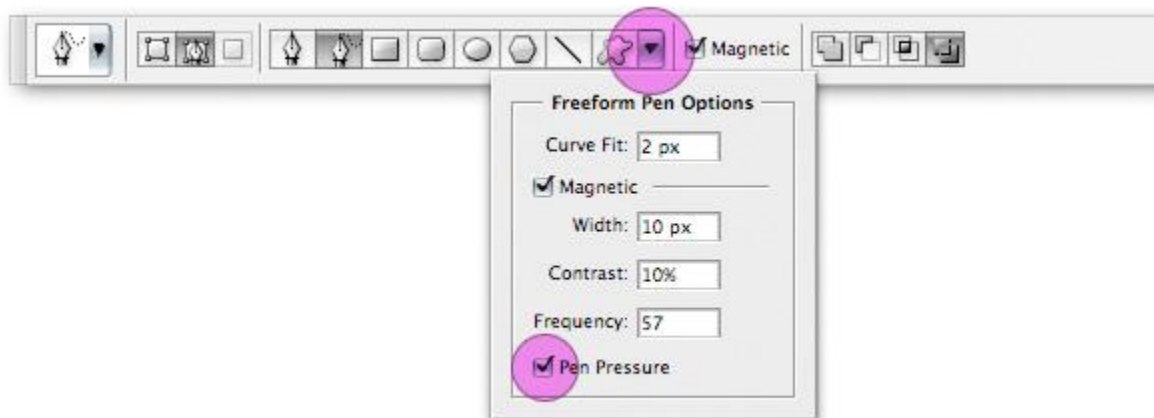 Magnetic
Freeform Pen Options
Curve Fit: 2 px
Magnetic
Width: 10 px
Contrast: 10%
Frequency: 57
Pen Pressure